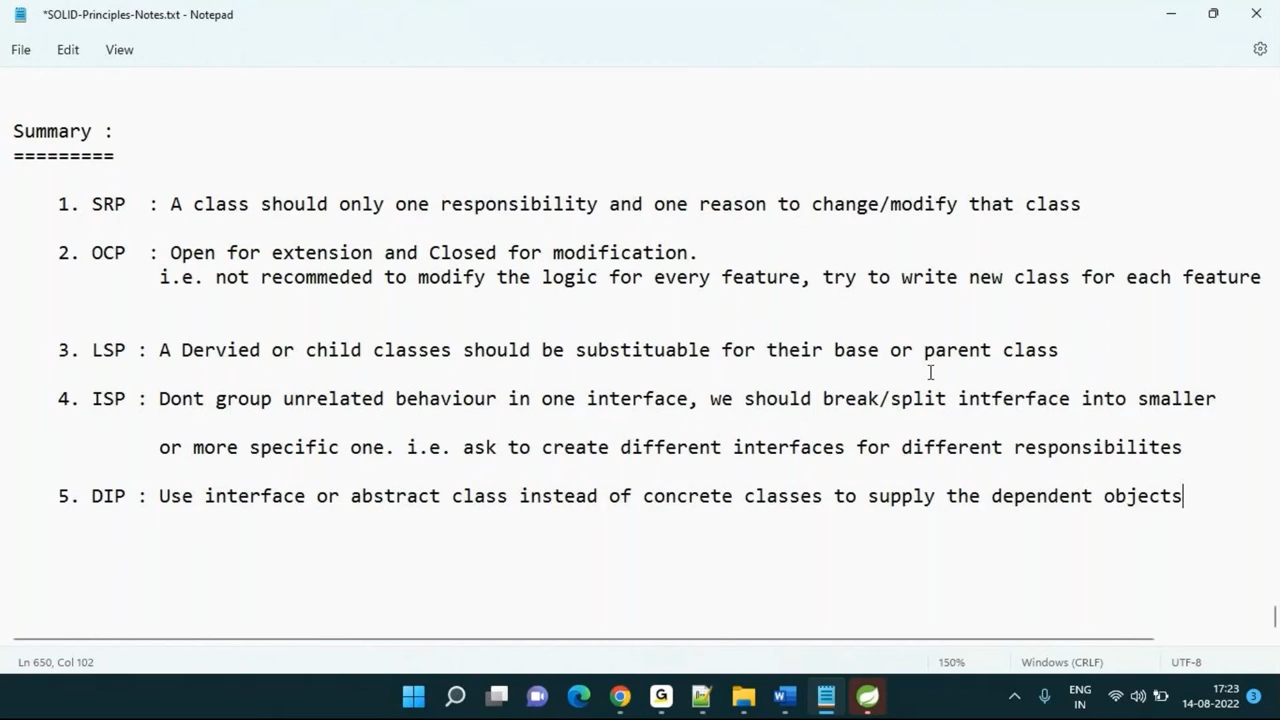 *SOLID-Principles-Notes.txt - Notepad
File Edit View
Summary :
=========
1. SRP : A class should only one responsibility and one reason to change/modify that class
2. OCP : Open for extension and Closed for modification.
i.e. not recommeded to modify the logic for every feature, try to write new class for each feature
3. LSP : A Dervied or child classes should be substituable for their base or parent class
4. ISP : Dont group unrelated behaviour in one interface, we should break/split intferface into smaller
or more specific one. i.e. ask to create different interfaces for different responsibilites
5. DIP : Use interface or abstract class instead of concrete classes to supply the dependent objects
Ln 650, Col 102 150% Windows (CRLF) UTF-8
ENG 17:23
IN 14-08-2022 3